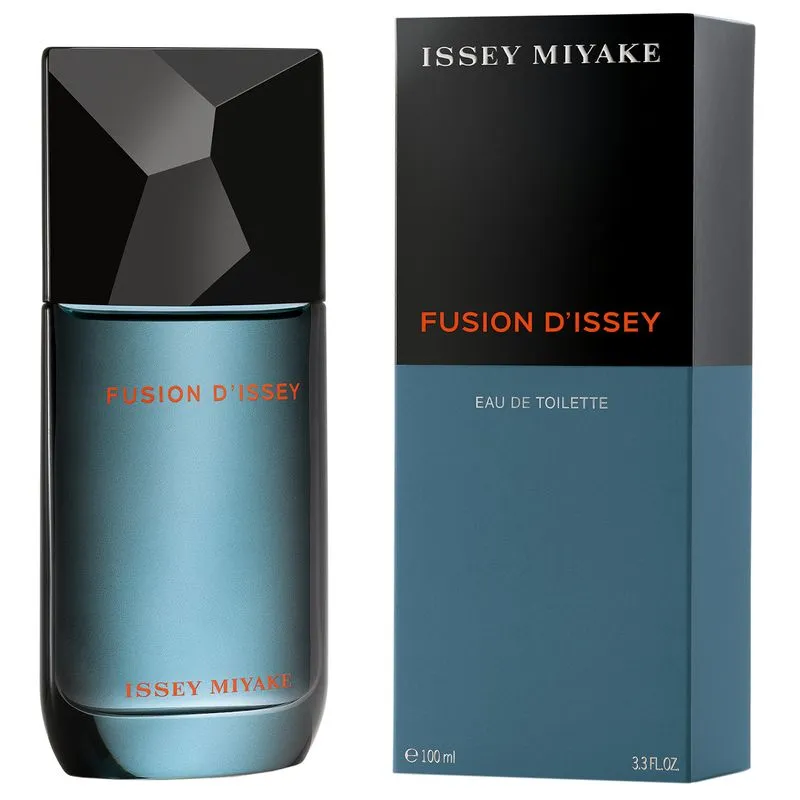 FUSION D'ISSEY
ISSEY MIYAKE
ISSEY MIYAKE
FUSION D'ISSEY
EAU DE TOILETTE
℮ 100 ml
3.3 FL.OZ.